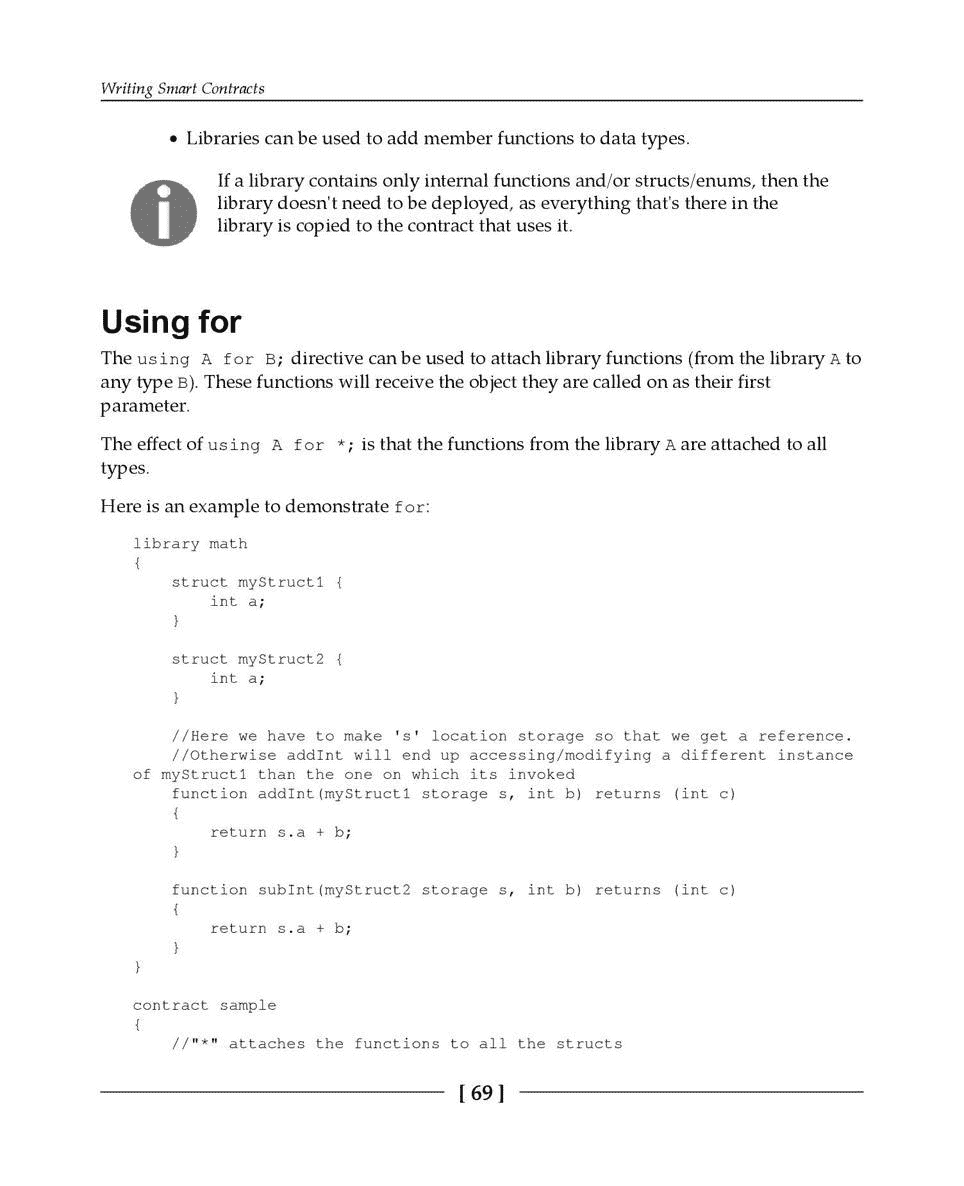 Writing Smart Contracts
• Libraries can be used to add member functions to data types.
If a library contains only internal functions and/or structs/enums, then the
library doesn't need to be deployed, as everything that's there in the
library is copied to the contract that uses it.
Using for
The using A for B; directive can be used to attach library functions (from the library A to
any type B). These functions will receive the object they are called on as their first
parameter.
The effect of using A for *; is that the functions from the library A are attached to all
types.
Here is an example to demonstrate for:
library math
{
    struct myStruct1 {
        int a;
    }
    struct myStruct2 {
        int a;
    }
    //Here we have to make 's' location storage so that we get a reference.
    //Otherwise addInt will end up accessing/modifying a different instance
of myStruct1 than the one on which its invoked
    function addInt(myStruct1 storage s, int b) returns (int c)
    {
        return s.a + b;
    }
    function subInt(myStruct2 storage s, int b) returns (int c)
    {
        return s.a + b;
    }
}
contract sample
{
    //"*" attaches the functions to all the structs
[ 69 ]